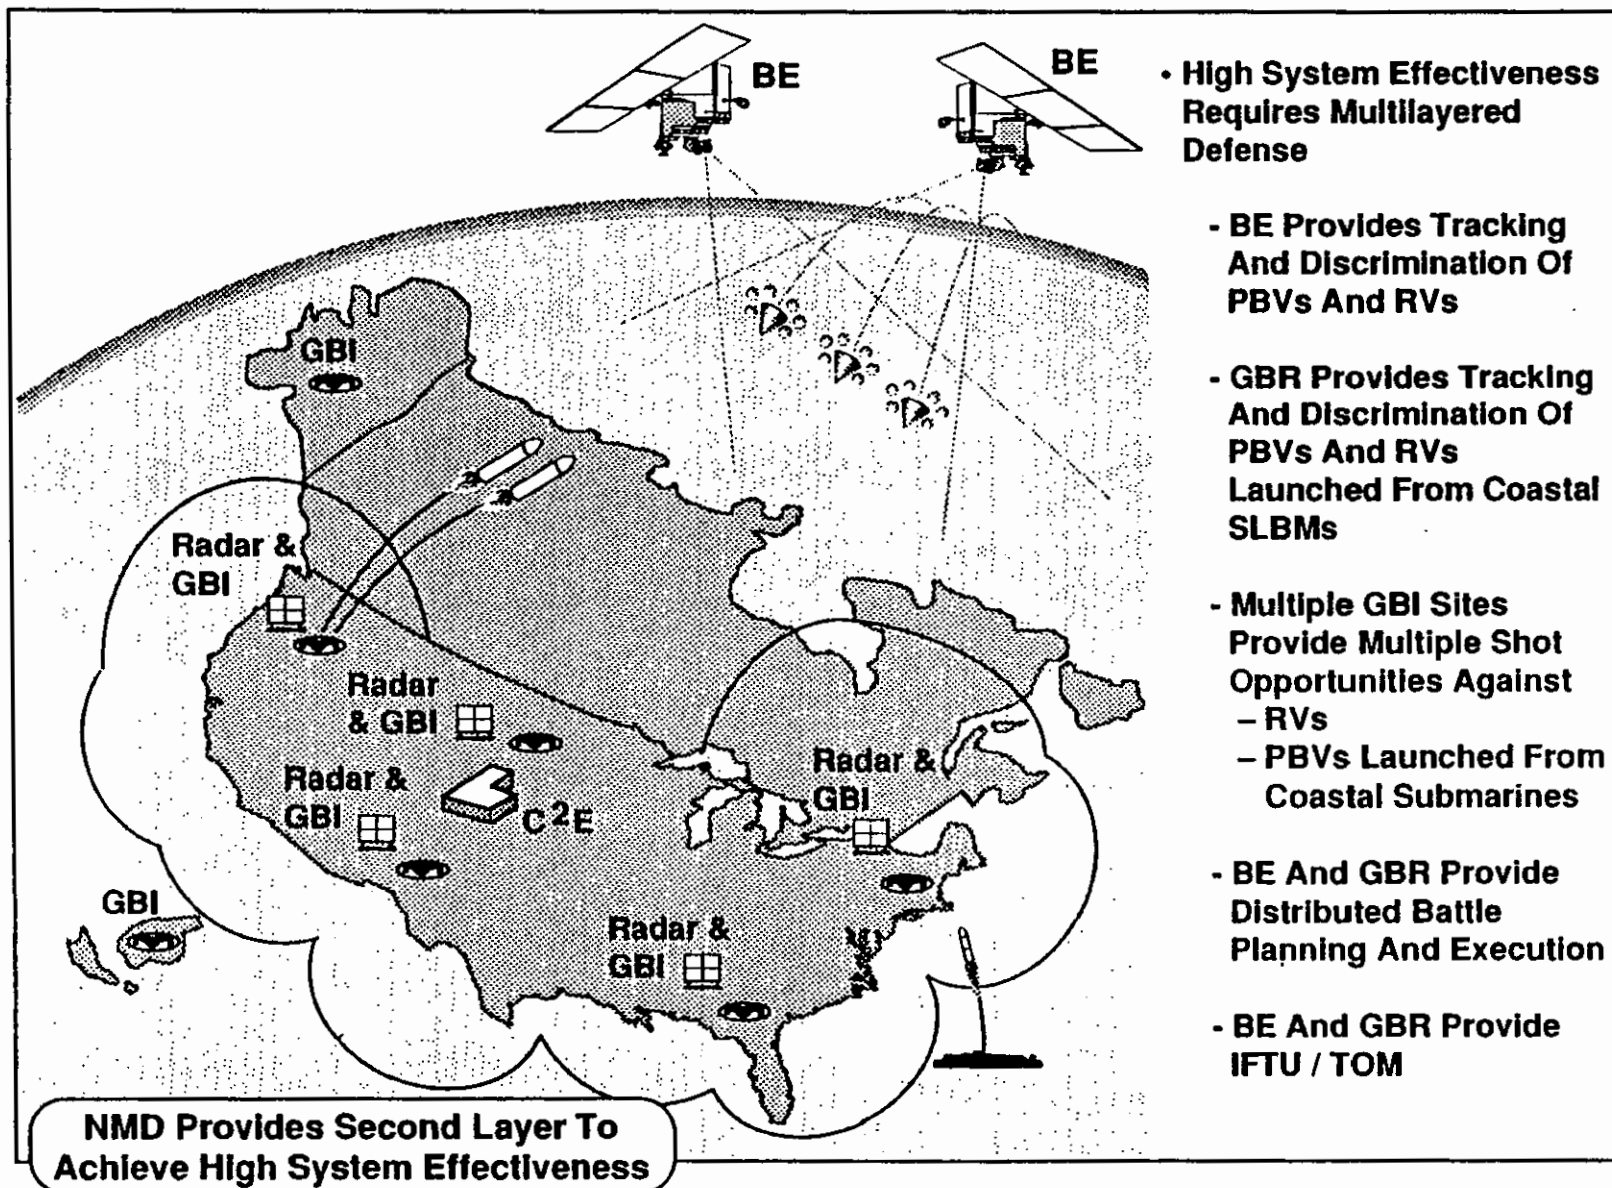 BE
BE
• High System Effectiveness
Requires Multilayered
Defense
- BE Provides Tracking
And Discrimination Of
PBVs And RVs
- GBR Provides Tracking
And Discrimination Of
PBVs And RVs
Launched From Coastal
SLBMs
- Multiple GBI Sites
Provide Multiple Shot
Opportunities Against
– RVs
– PBVs Launched From
Coastal Submarines
- BE And GBR Provide
Distributed Battle
Planning And Execution
- BE And GBR Provide
IFTU / TOM
GBI
Radar &
GBI
Radar
& GBI
Radar &
GBI
C²E
Radar &
GBI
GBI
Radar &
GBI
NMD Provides Second Layer To
Achieve High System Effectiveness